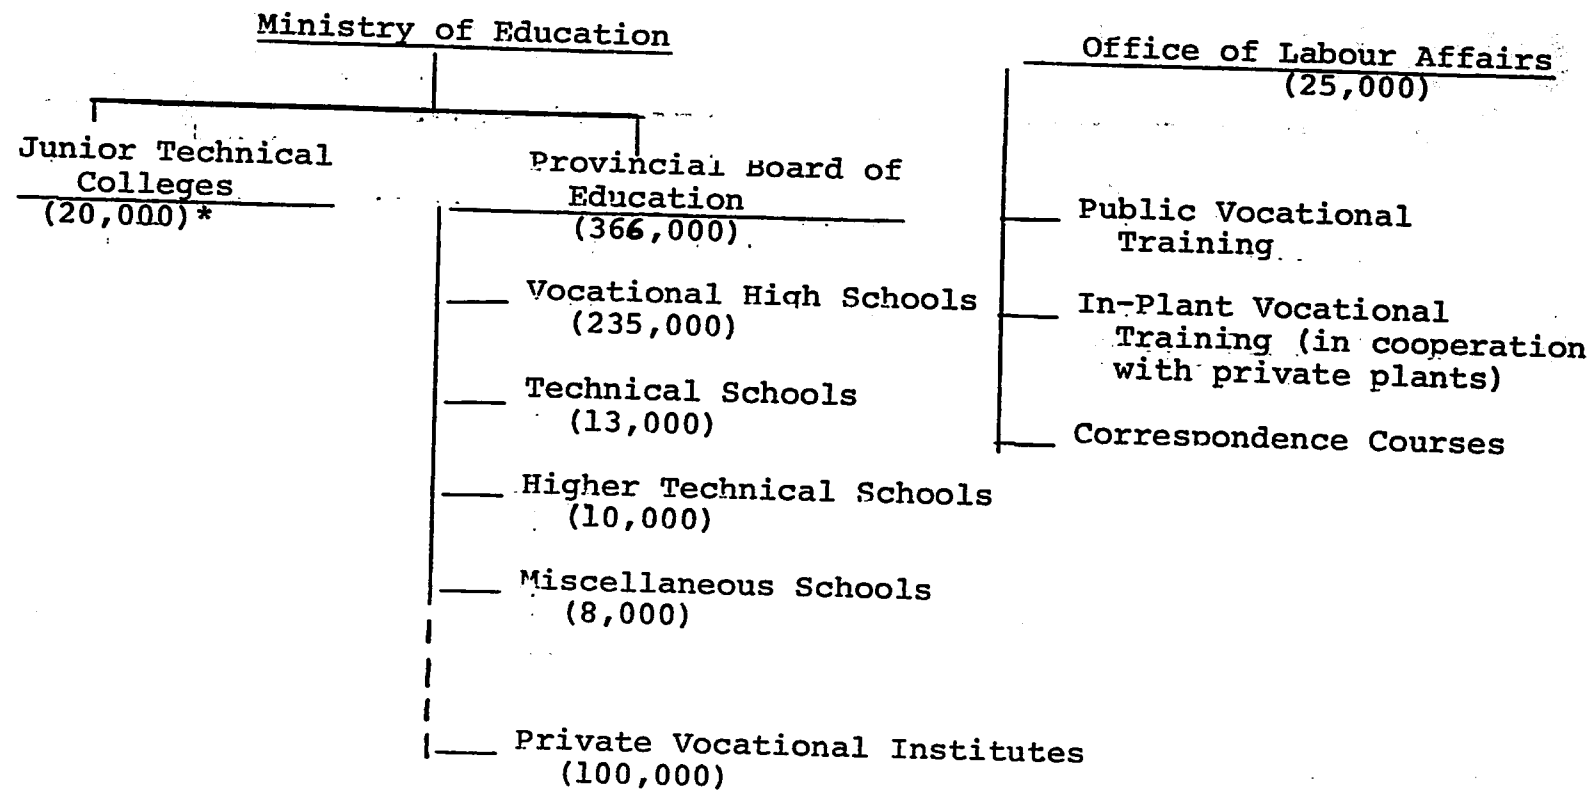 Ministry of Education
Junior Technical
Colleges
(20,000)*
Provincial Board of
Education
(366,000)
Vocational High Schools
(235,000)
Technical Schools
(13,000)
Higher Technical Schools
(10,000)
Miscellaneous Schools
(8,000)
Private Vocational Institutes
(100,000)
Office of Labour Affairs
(25,000)
Public Vocational
Training
In-Plant Vocational
Training (in cooperation
with private plants)
Correspondence Courses